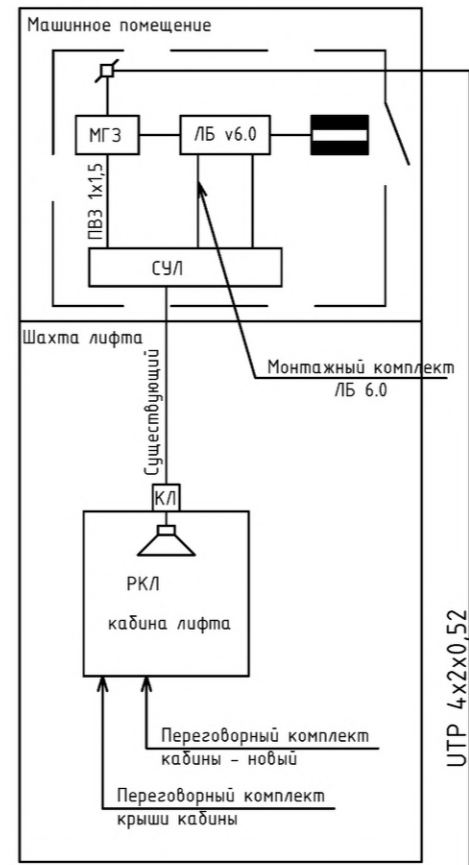 Машинное помещение
МГЗ
ЛБ v6.0
ПВЗ 1х1,5
СУЛ
Шахта лифта
Монтажный комплект
ЛБ 6.0
Существующий
КЛ
РКЛ
кабина лифта
UTP 4x2x0,52
Переговорный комплект
кабины - новый
Переговорный комплект
крыши кабины